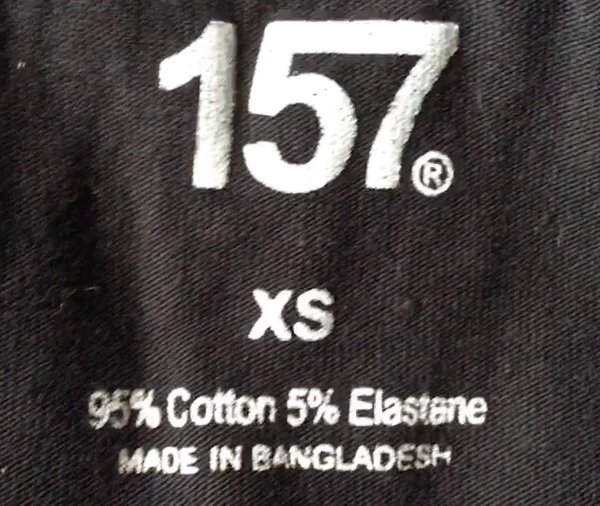 157®
XS
95% Cotton 5% Elastane
MADE IN BANGLADESH